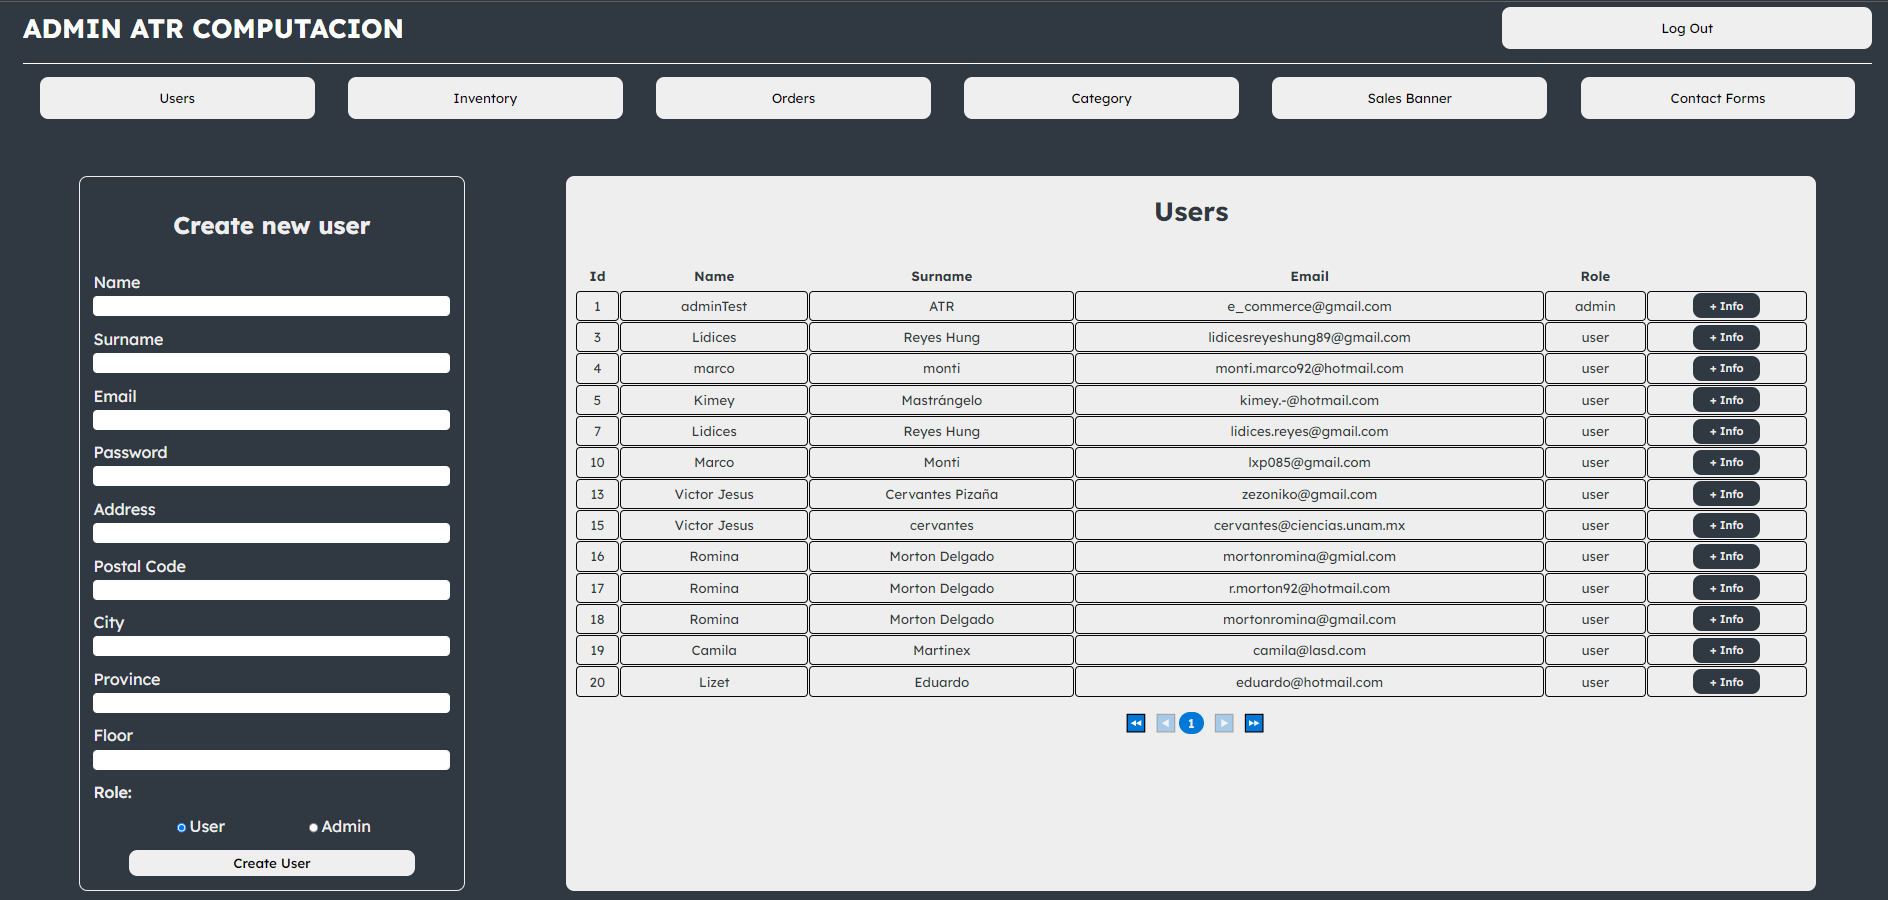 ADMIN ATR COMPUTACION
Log Out
Users Inventory Orders Category Sales Banner Contact Forms
Create new user
Name
Surname
Email
Password
Address
Postal Code
City
Province
Floor
Role:
User Admin
Create User
Users
Id Name Surname Email Role
1 adminTest ATR e_commerce@gmail.com admin + Info
3 Lídices Reyes Hung lidicesreyeshung89@gmail.com user + Info
4 marco monti monti.marco92@hotmail.com user + Info
5 Kimey Mastrángelo kimey.-@hotmail.com user + Info
7 Lidices Reyes Hung lidices.reyes@gmail.com user + Info
10 Marco Monti lxp085@gmail.com user + Info
13 Victor Jesus Cervantes Pizaña zezoniko@gmail.com user + Info
15 Victor Jesus cervantes cervantes@ciencias.unam.mx user + Info
16 Romina Morton Delgado mortonromina@gmial.com user + Info
17 Romina Morton Delgado r.morton92@hotmail.com user + Info
18 Romina Morton Delgado mortonromina@gmail.com user + Info
19 Camila Martinex camila@lasd.com user + Info
20 Lizet Eduardo eduardo@hotmail.com user + Info
1